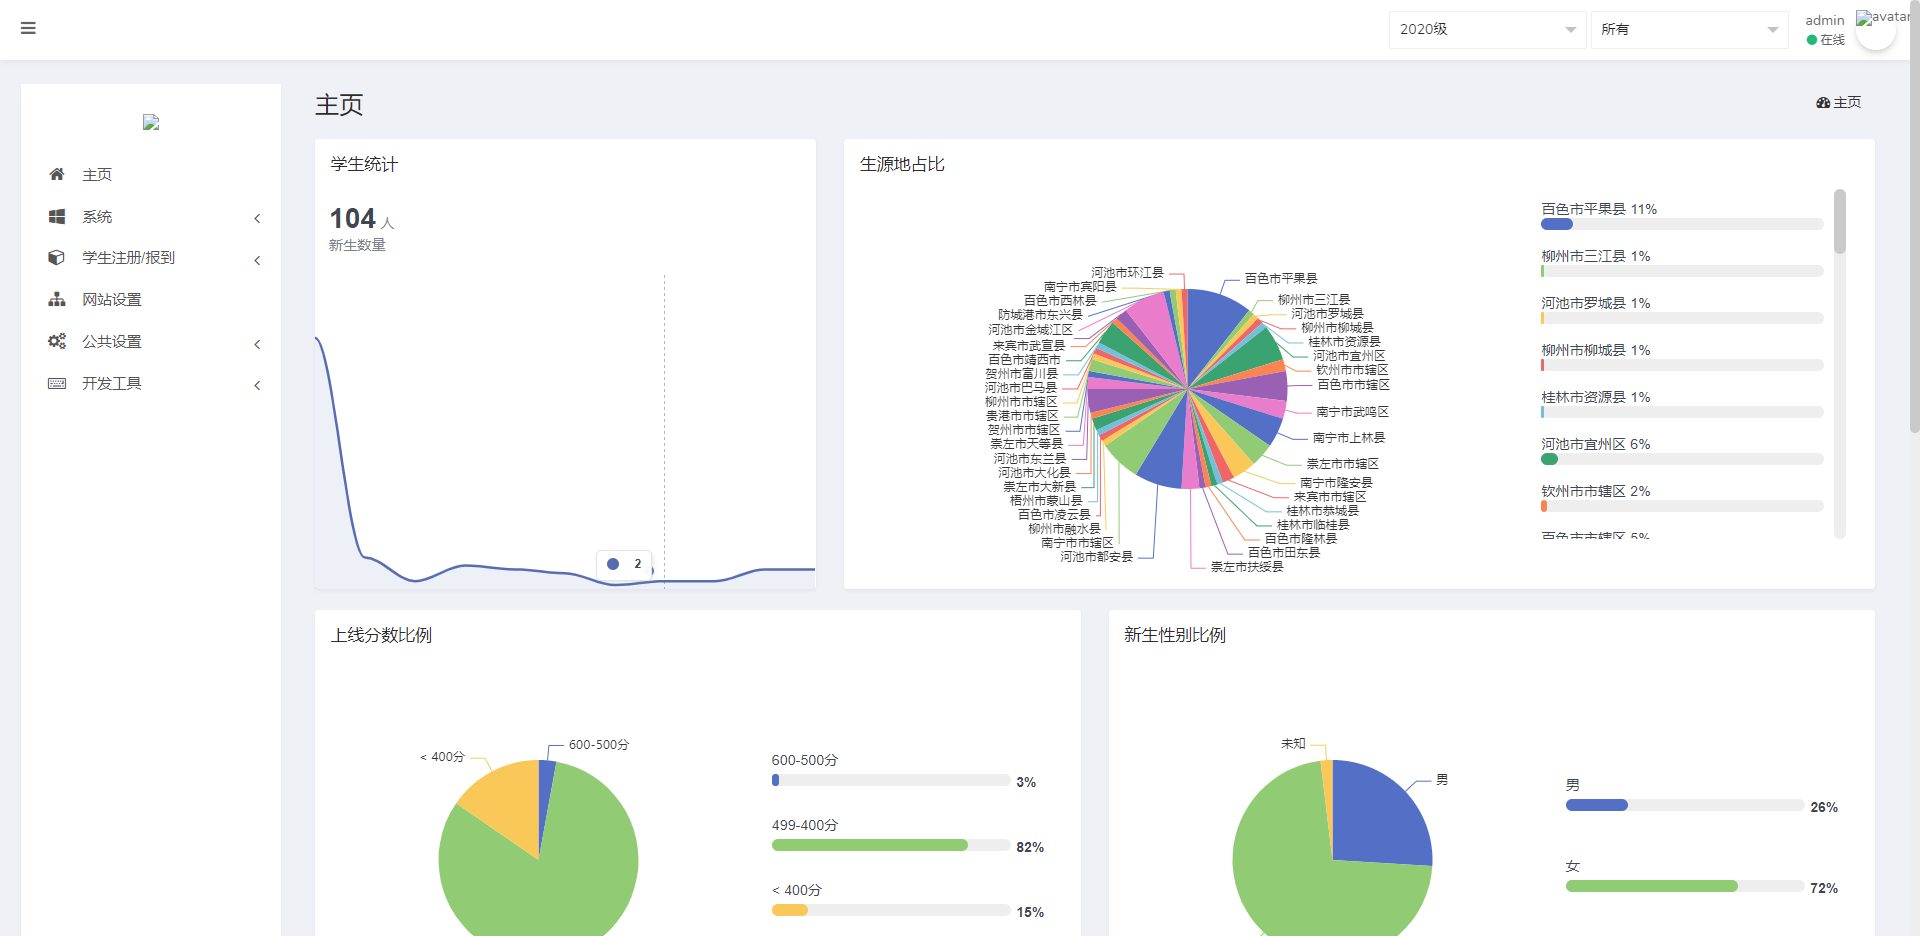 2020级
所有
admin
在线
avatar
主页
系统
学生注册/报到
网站设置
公共设置
开发工具
主页
主页
学生统计
104 人
新生数量
2
生源地占比
河池市环江县
南宁市宾阳县
百色市西林县
防城港市东兴县
河池市金城江区
来宾市武宣县
百色市靖西市
贺州市富川县
河池市巴马县
柳州市市辖区
贵港市市辖区
贺州市市辖区
崇左市天等县
河池市东兰县
河池市大化县
崇左市大新县
梧州市蒙山县
百色市凌云县
柳州市融水县
南宁市市辖区
河池市都安县
百色市平果县
柳州市三江县
河池市罗城县
柳州市柳城县
桂林市资源县
河池市宜州区
钦州市市辖区
百色市市辖区
南宁市武鸣区
南宁市上林县
崇左市市辖区
南宁市隆安县
来宾市市辖区
桂林市恭城县
桂林市临桂县
百色市隆林县
百色市田东县
崇左市扶绥县
百色市平果县 11%
柳州市三江县 1%
河池市罗城县 1%
柳州市柳城县 1%
桂林市资源县 1%
河池市宜州区 6%
钦州市市辖区 2%
百色市市辖区 5%
上线分数比例
< 400分
600-500分
600-500分
3%
499-400分
82%
< 400分
15%
新生性别比例
未知
男
男
26%
女
72%